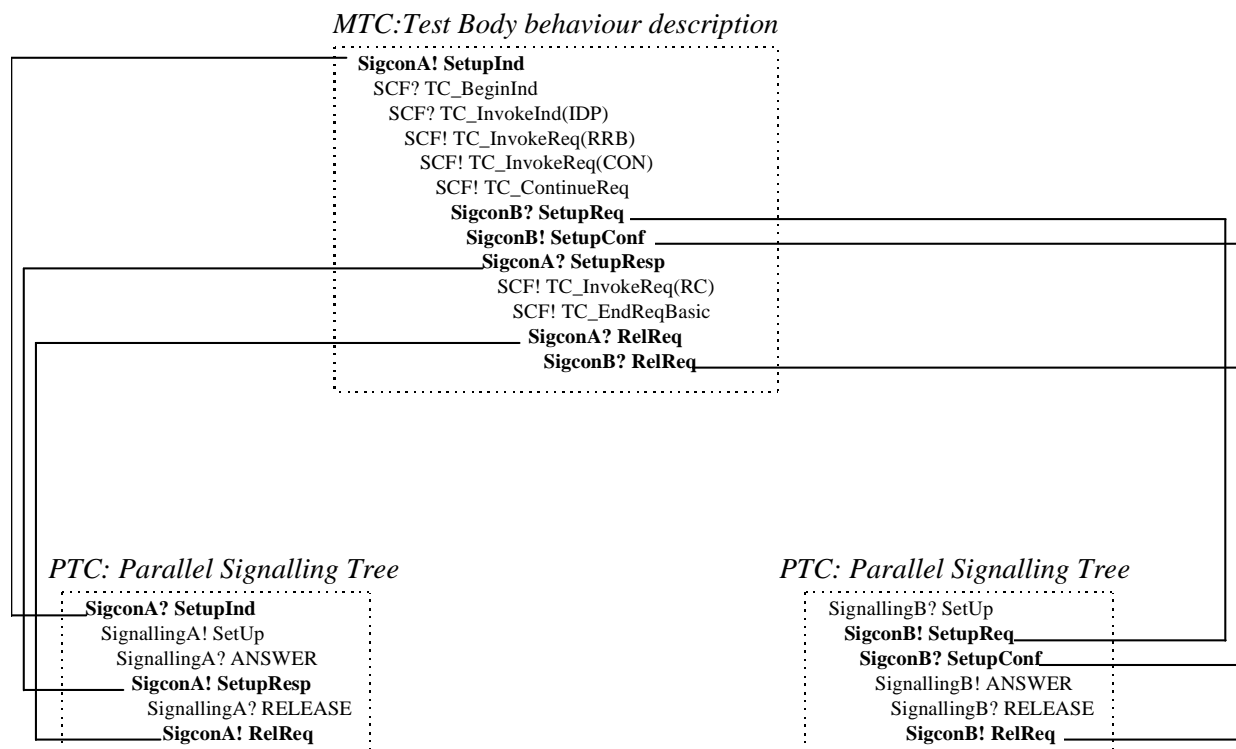 MTC:Test Body behaviour description
SigconA! SetupInd
SCF? TC_BeginInd
SCF? TC_InvokeInd(IDP)
SCF! TC_InvokeReq(RRB)
SCF! TC_InvokeReq(CON)
SCF! TC_ContinueReq
SigconB? SetupReq
SigconB! SetupConf
SigconA? SetupResp
SCF! TC_InvokeReq(RC)
SCF! TC_EndReqBasic
SigconA? RelReq
SigconB? RelReq
PTC: Parallel Signalling Tree
SigconA? SetupInd
SignallingA! SetUp
SignallingA? ANSWER
SigconA! SetupResp
SignallingA? RELEASE
SigconA! RelReq
PTC: Parallel Signalling Tree
SignallingB? SetUp
SigconB! SetupReq
SigconB? SetupConf
SignallingB! ANSWER
SignallingB? RELEASE
SigconB! RelReq